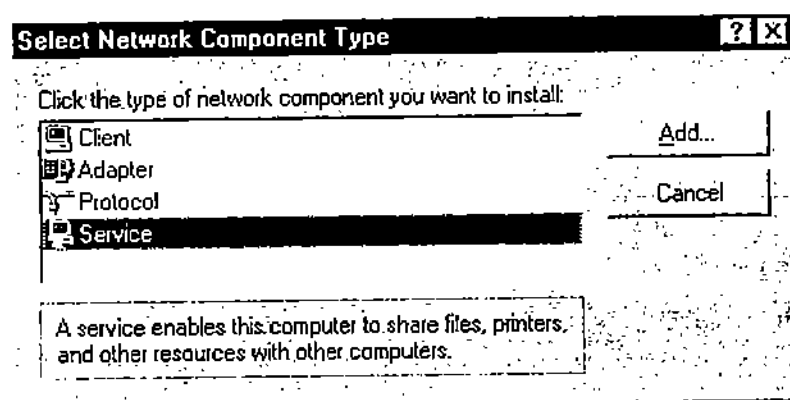 Select Network Component Type
? X
Click the type of network component you want to install:
Client
Add...
Adapter
Protocol
Cancel
Service
A service enables this computer to share files, printers,
and other resources with other computers.